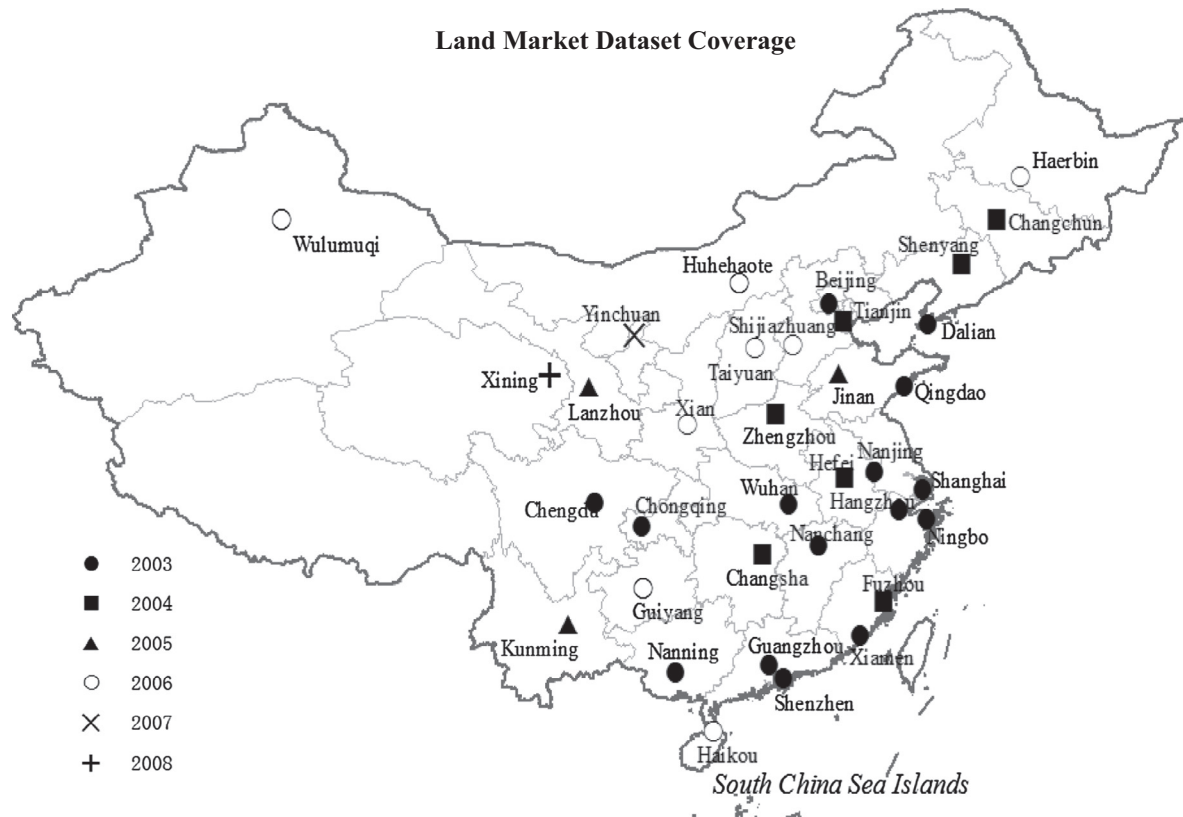 Land Market Dataset Coverage
Haerbin
Changchun
Wulumuqi
Shenyang
Huhehaote
Beijing
Tianjin
Yinchuan
Shijiazhuang
Dalian
Taiyuan
Xining
Lanzhou
Jinan
Qingdao
Xian
Zhengzhou
Nanjing
Hefei
Shanghai
Wuhan
Hangzhou
Chengdu
Chongqing
Ningbo
Nanchang
Changsha
Fuzhou
Guiyang
Kunming
Nanning
Guangzhou
Xiamen
Shenzhen
Haikou
South China Sea Islands
2003
2004
2005
2006
2007
2008